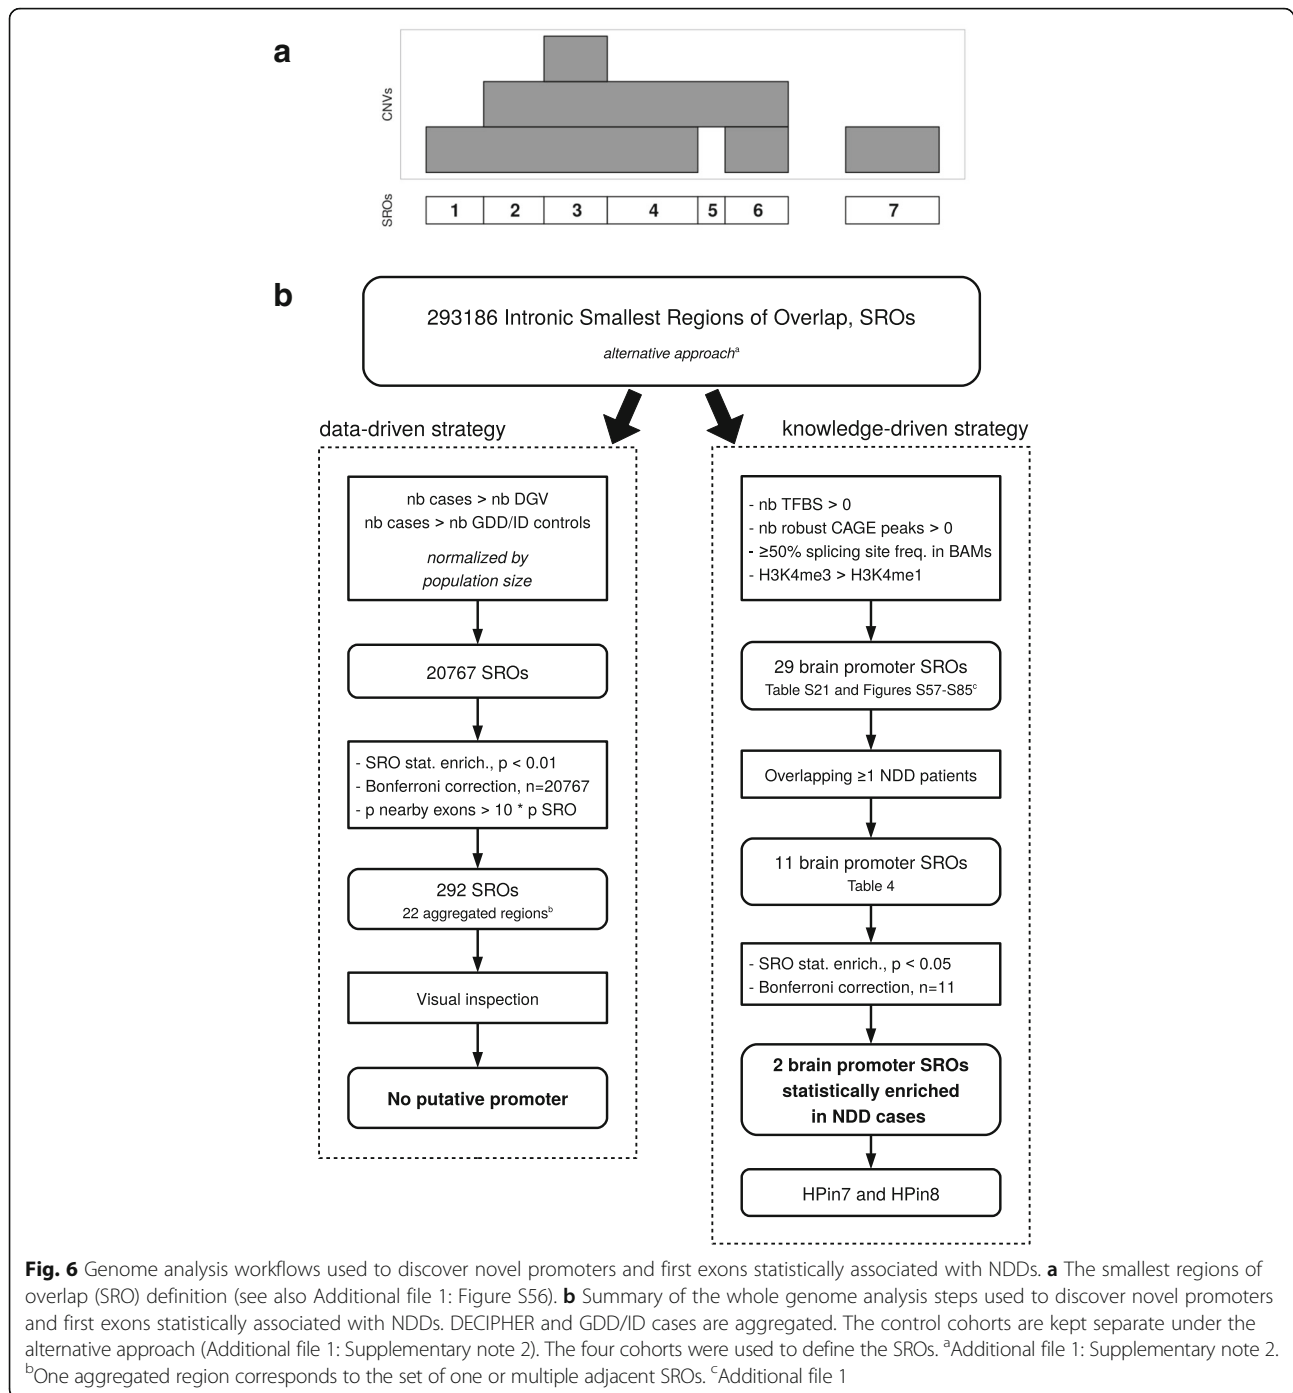 a
CNVs
SROs
1 2 3 4 5 6 7
b
293186 Intronic Smallest Regions of Overlap, SROs
alternative approachᵃ
data-driven strategy
nb cases > nb DGV
nb cases > nb GDD/ID controls
normalized by
population size
20767 SROs
- SRO stat. enrich., p < 0.01
- Bonferroni correction, n=20767
- p nearby exons > 10 * p SRO
292 SROs
22 aggregated regionsᵇ
Visual inspection
No putative promoter
knowledge-driven strategy
- nb TFBS > 0
- nb robust CAGE peaks > 0
- ≥50% splicing site freq. in BAMs
- H3K4me3 > H3K4me1
29 brain promoter SROs
Table S21 and Figures S57-S85ᶜ
Overlapping ≥1 NDD patients
11 brain promoter SROs
Table 4
- SRO stat. enrich., p < 0.05
- Bonferroni correction, n=11
2 brain promoter SROs
statistically enriched
in NDD cases
HPin7 and HPin8
Fig. 6 Genome analysis workflows used to discover novel promoters and first exons statistically associated with NDDs. a The smallest regions of
overlap (SRO) definition (see also Additional file 1: Figure S56). b Summary of the whole genome analysis steps used to discover novel promoters
and first exons statistically associated with NDDs. DECIPHER and GDD/ID cases are aggregated. The control cohorts are kept separate under the
alternative approach (Additional file 1: Supplementary note 2). The four cohorts were used to define the SROs. ᵃAdditional file 1: Supplementary note 2.
ᵇOne aggregated region corresponds to the set of one or multiple adjacent SROs. ᶜAdditional file 1